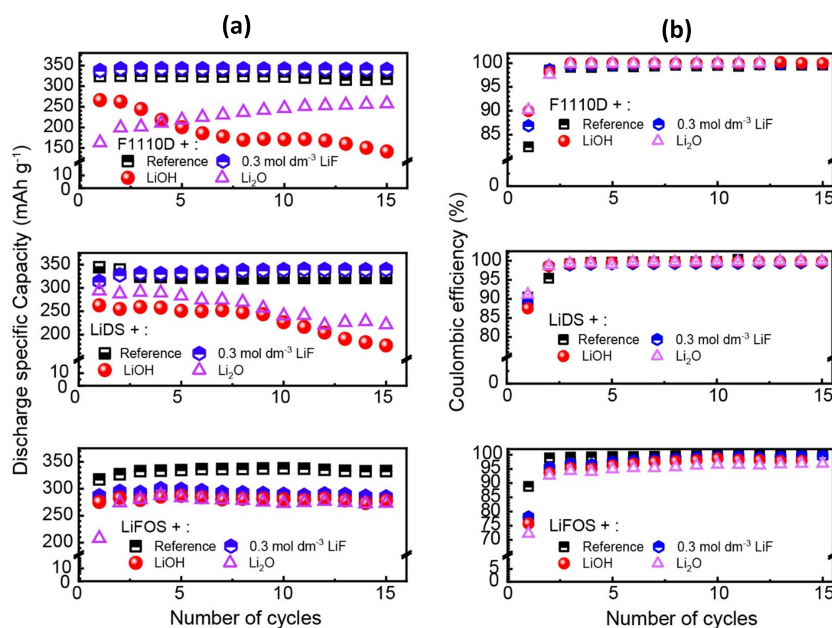 (a)
(b)
Discharge specific Capacity (mAh g⁻¹)
350
300
250
200
150
10
0
F1110D + :
Reference 0.3 mol dm⁻³ LiF
LiOH Li₂O
0 5 10 15
350
300
250
200
10
0
LiDS + :
Reference 0.3 mol dm⁻³ LiF
LiOH Li₂O
0 5 10 15
350
300
250
200
10
0
LiFOS + :
Reference 0.3 mol dm⁻³ LiF
LiOH Li₂O
0 5 10 15
Number of cycles
Coulombic efficiency (%)
100
95
90
85
0
F1110D + :
Reference 0.3 mol dm⁻³ LiF
LiOH Li₂O
0 5 10 15
100
95
90
85
80
0
LiDS + :
Reference 0.3 mol dm⁻³ LiF
LiOH Li₂O
0 5 10 15
100
95
90
85
80
75
70
5
0
LiFOS + :
Reference 0.3 mol dm⁻³ LiF
LiOH Li₂O
0 5 10 15
Number of cycles